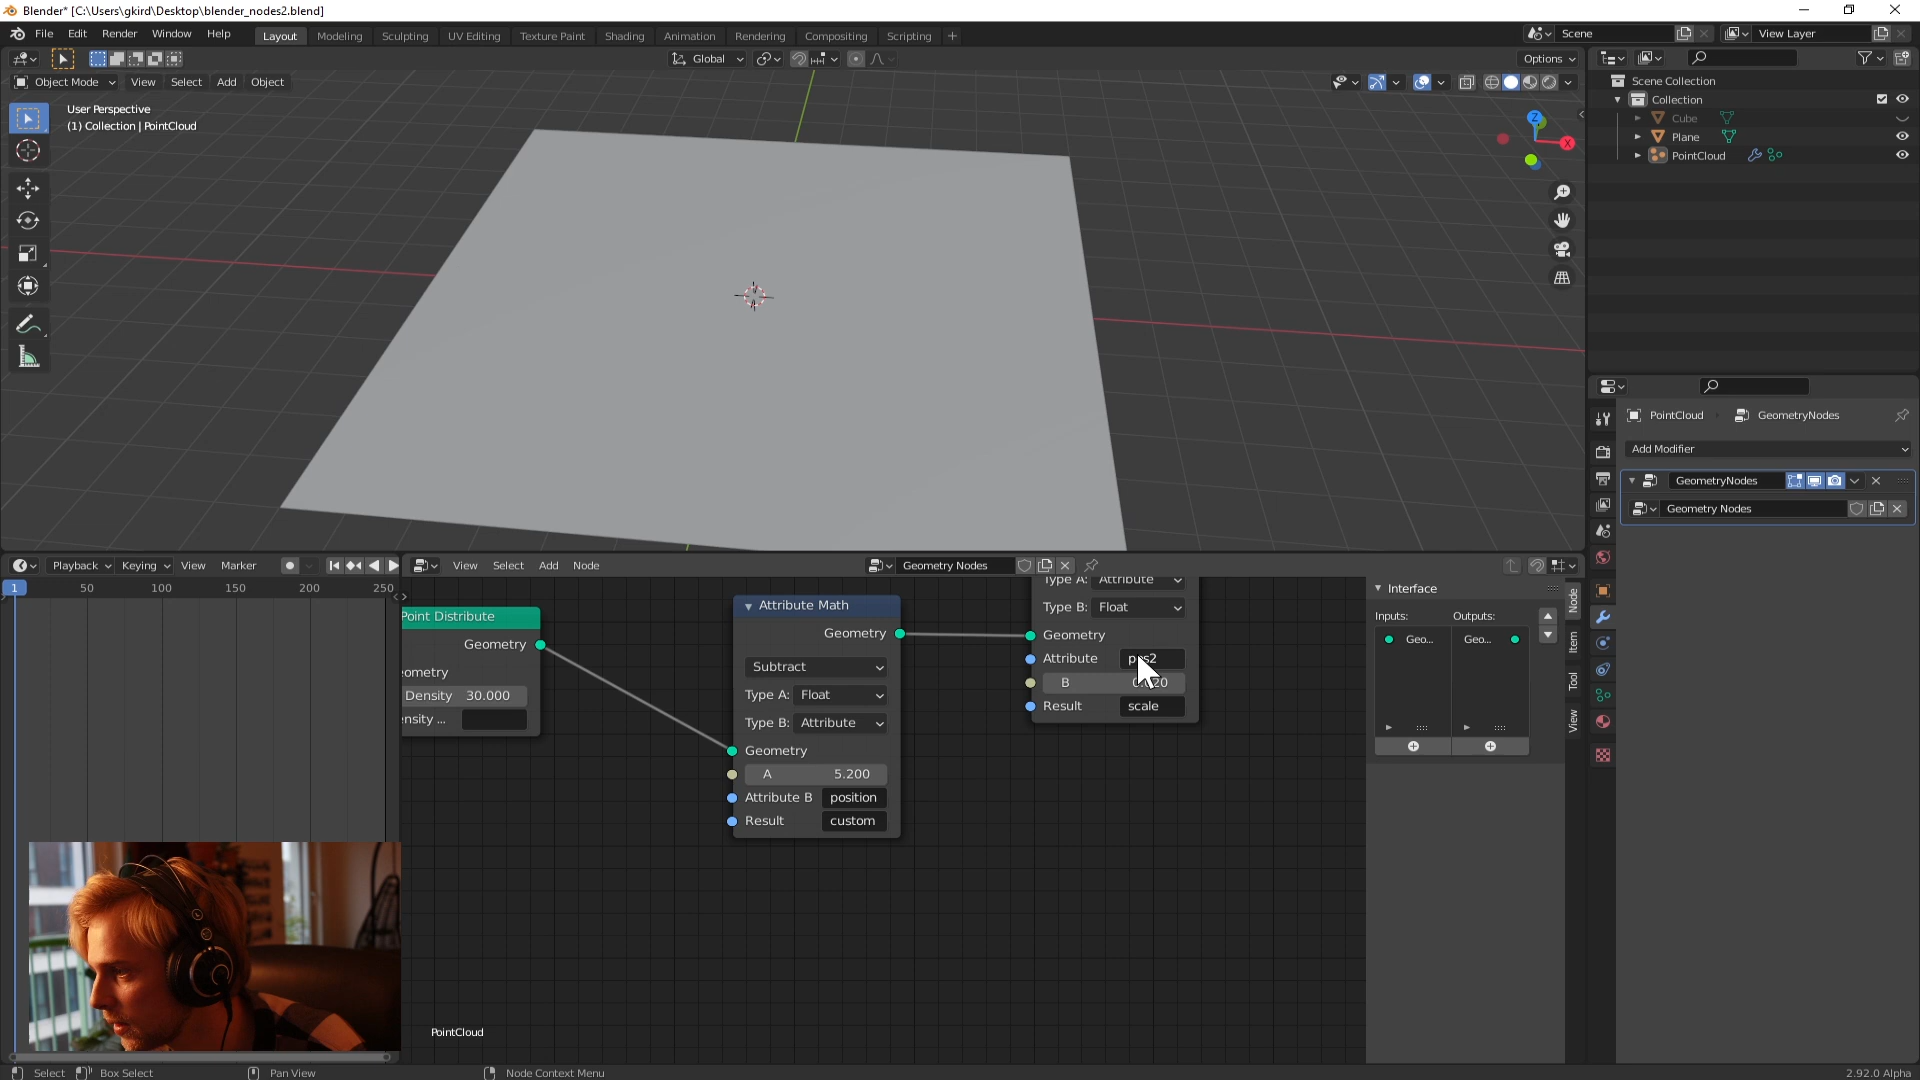 Blender* [C:\Users\gkird\Desktop\blender_nodes2.blend]
File Edit Render Window Help Layout Modeling Sculpting UV Editing Texture Paint Shading Animation Rendering Compositing Scripting + Scene View Layer
Global Options
Object Mode View Select Add Object
User Perspective
(1) Collection | PointCloud
Z
X
Scene Collection
Collection
Cube
Plane
PointCloud
PointCloud GeometryNodes
Add Modifier
GeometryNodes
Geometry Nodes
Playback Keying View Marker
1 50 100 150 200 250
View Select Add Node Geometry Nodes
Point Distribute
Geometry
eometry
Density 30.000
ensity ...
Attribute Math
Geometry
Subtract
Type A: Float
Type B: Attribute
Geometry
A 5.200
Attribute B position
Result custom
Type A: Attribute
Type B: Float
Geometry
Attribute
B
Result scale
Interface
Inputs: Outputs:
Geo... Geo...
Node
Item
Tool
View
PointCloud
Select Box Select Pan View Node Context Menu 2.92.0 Alpha